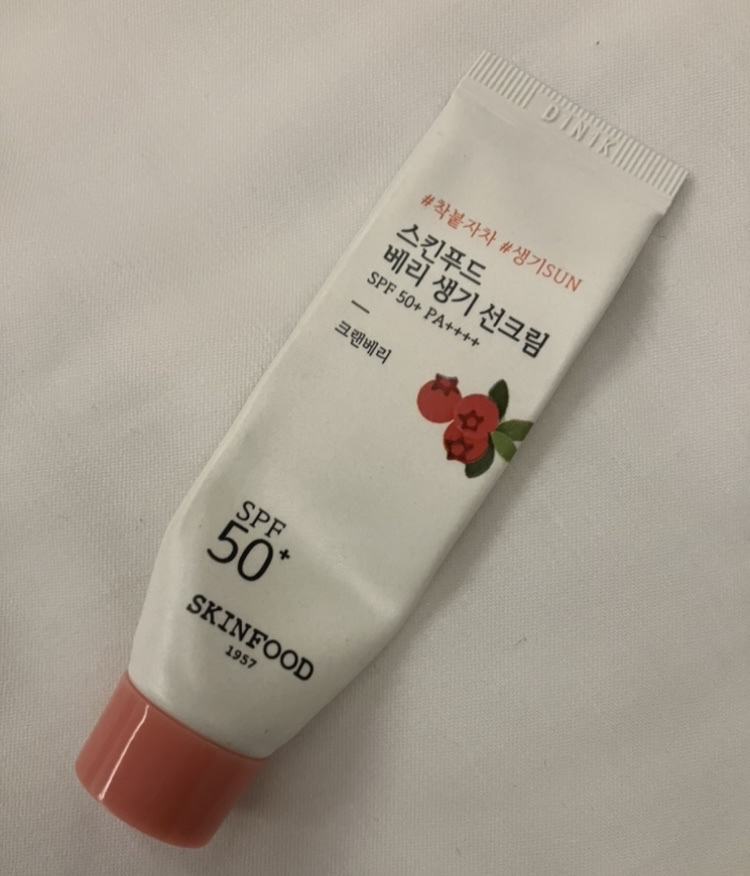 #착붙자차 #생기SUN
스킨푸드
베리 생기 선크림
SPF 50+ PA++++
크랜베리
SPF
50+
SKINFOOD
1957